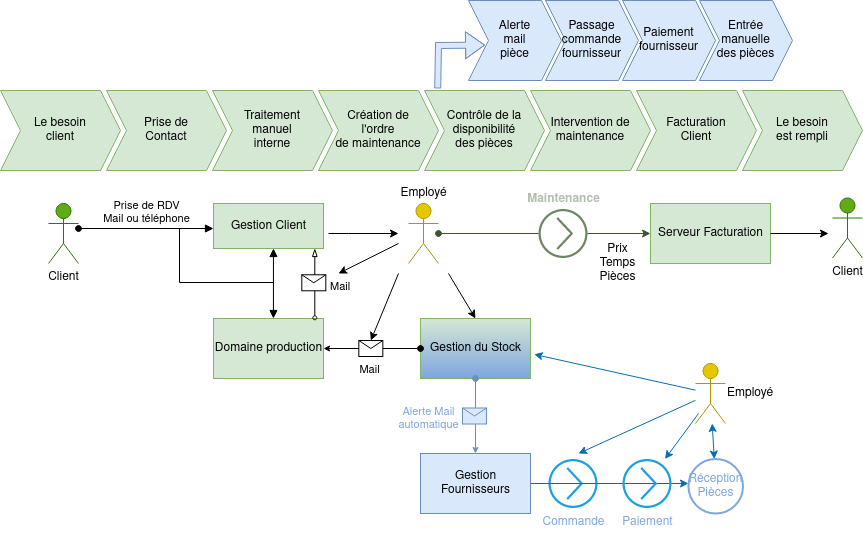 Alerte
mail
pièce
Passage
commande
fournisseur
Paiement
fournisseur
Entrée
manuelle
des pièces
Le besoin
client
Prise de
Contact
Traitement
manuel
interne
Création de
l'ordre
de maintenance
Contrôle de la
disponibilité
des pièces
Intervention de
maintenance
Facturation
Client
Le besoin
est rempli
Prise de RDV
Mail ou téléphone
Client
Gestion Client
Employé
Maintenance
Prix
Temps
Pièces
Serveur Facturation
Client
Mail
Domaine production
Mail
Gestion du Stock
Employé
Alerte Mail
automatique
Gestion
Fournisseurs
Commande
Paiement
Réception
Pièces